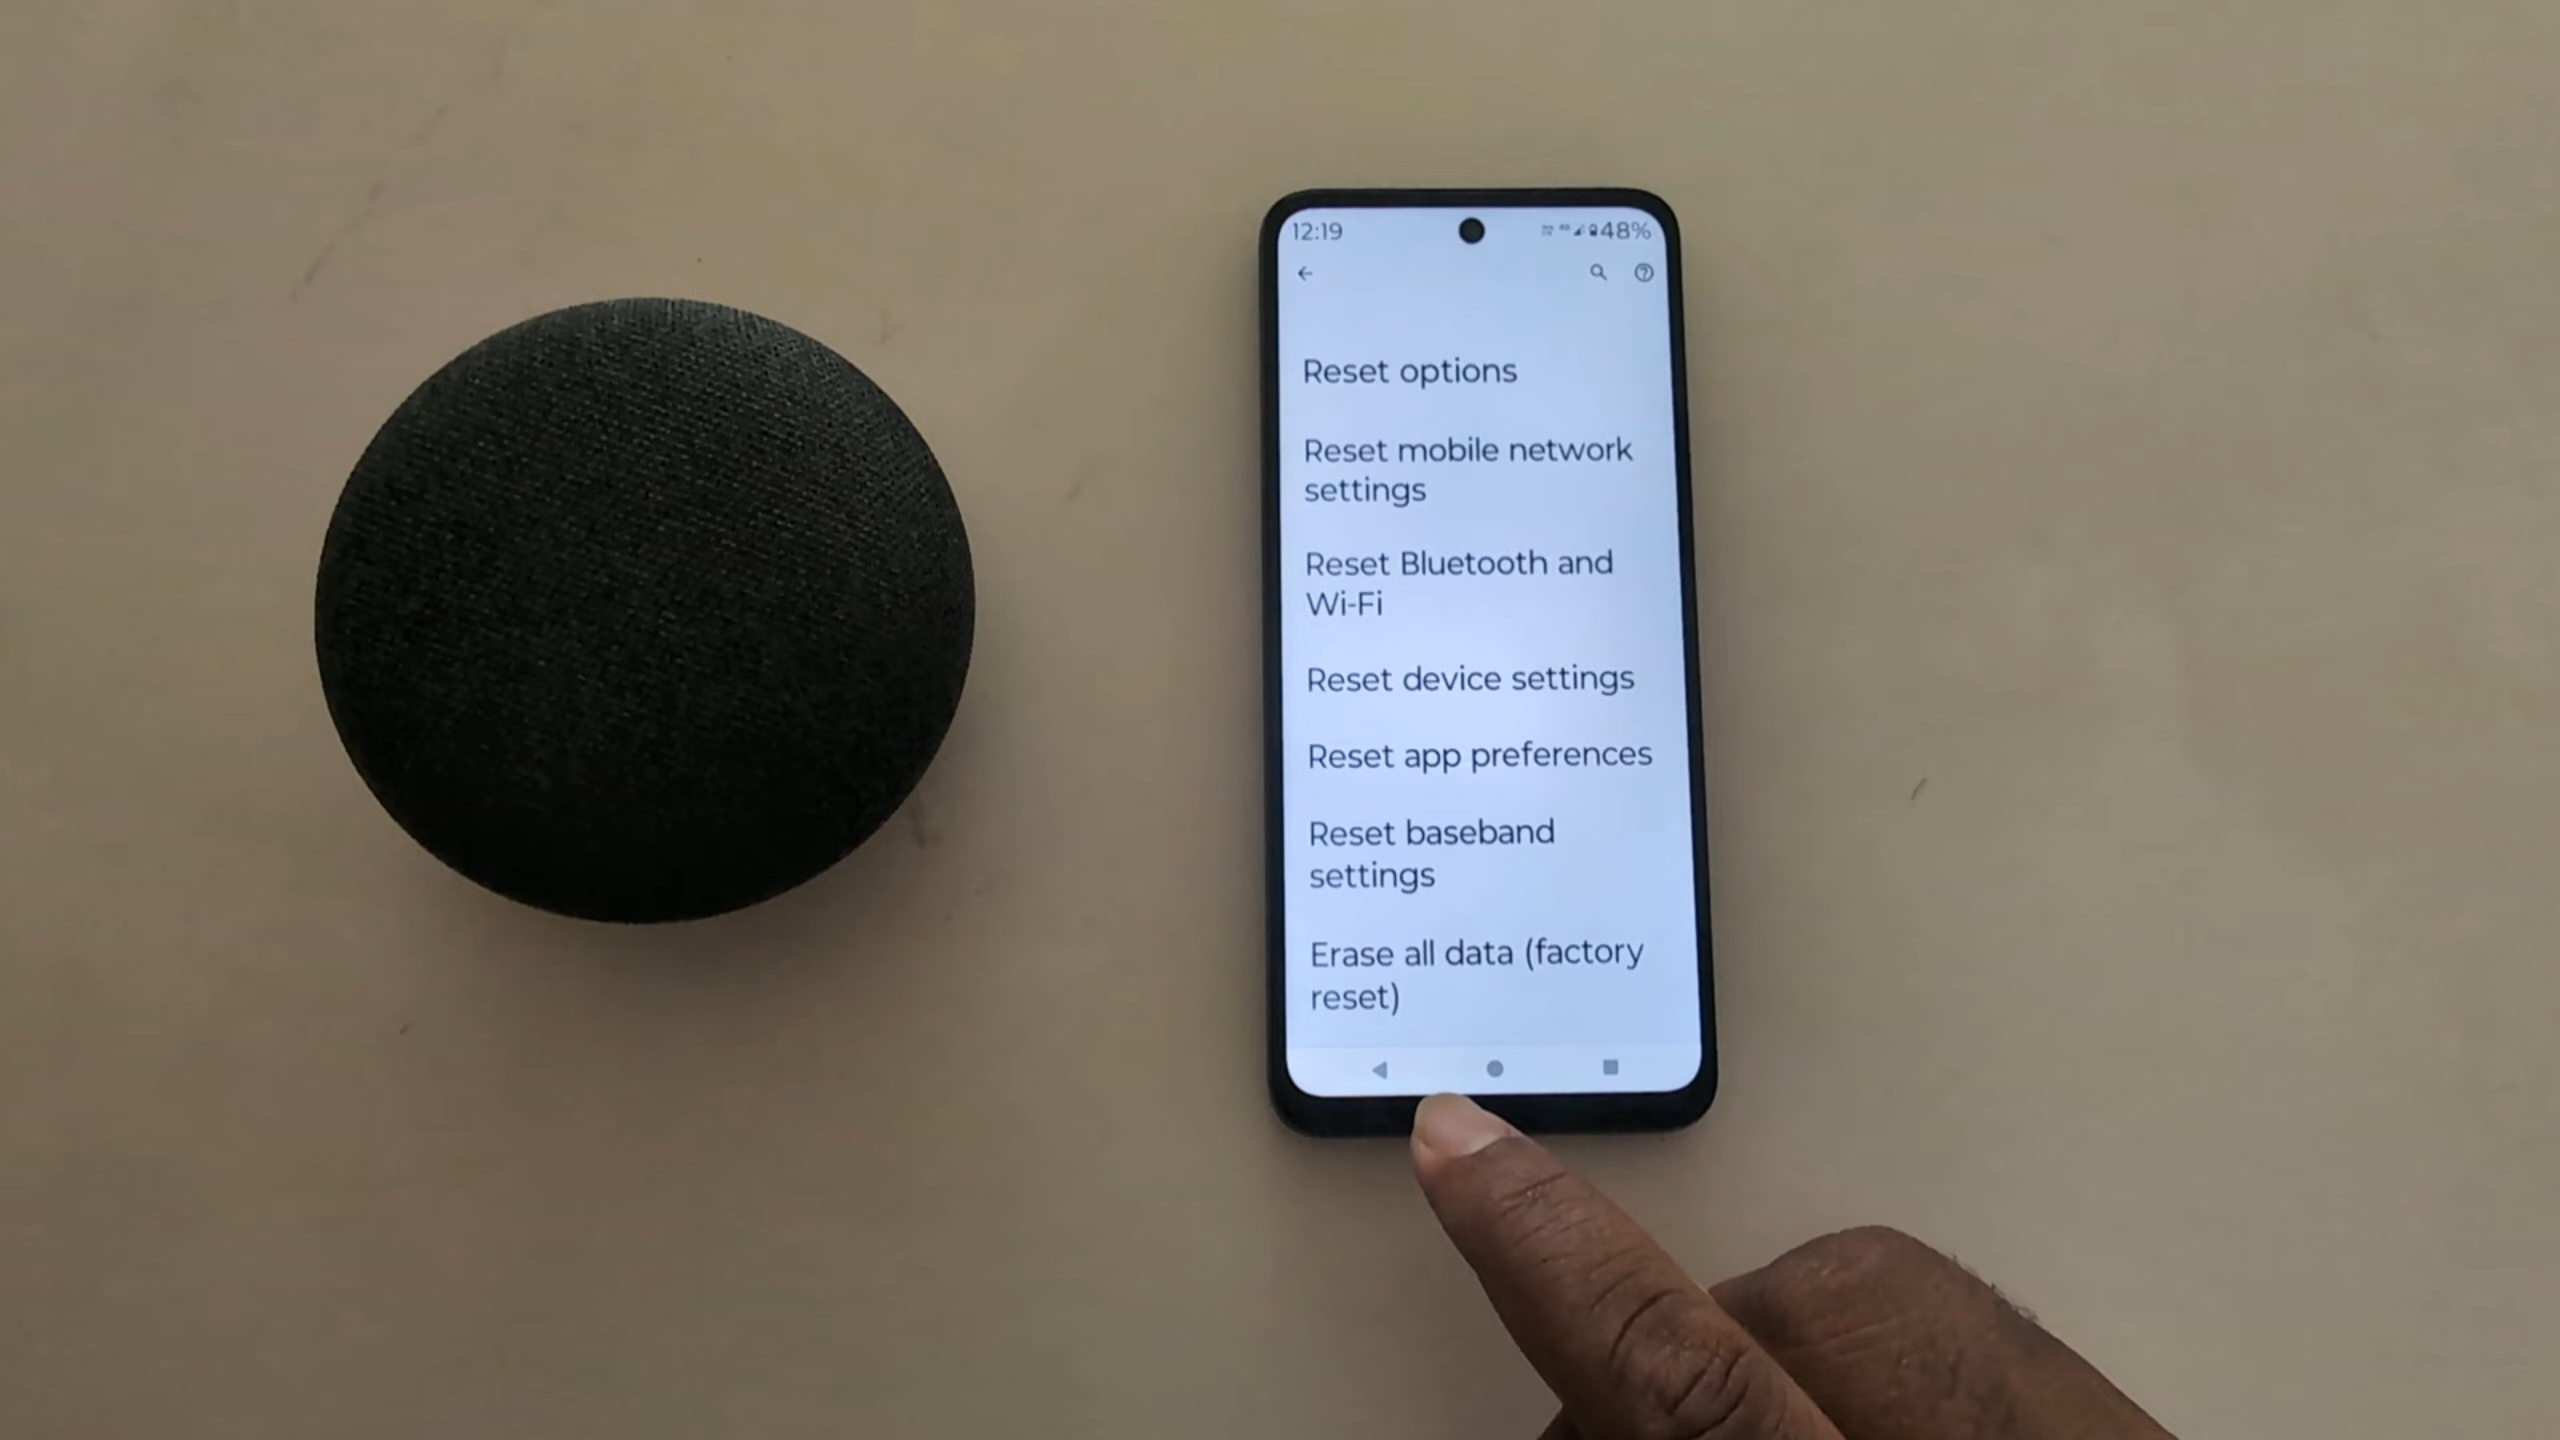 12:19
48%
Reset options
Reset mobile network
settings
Reset Bluetooth and
Wi-Fi
Reset device settings
Reset app preferences
Reset baseband
settings
Erase all data (factory
reset)